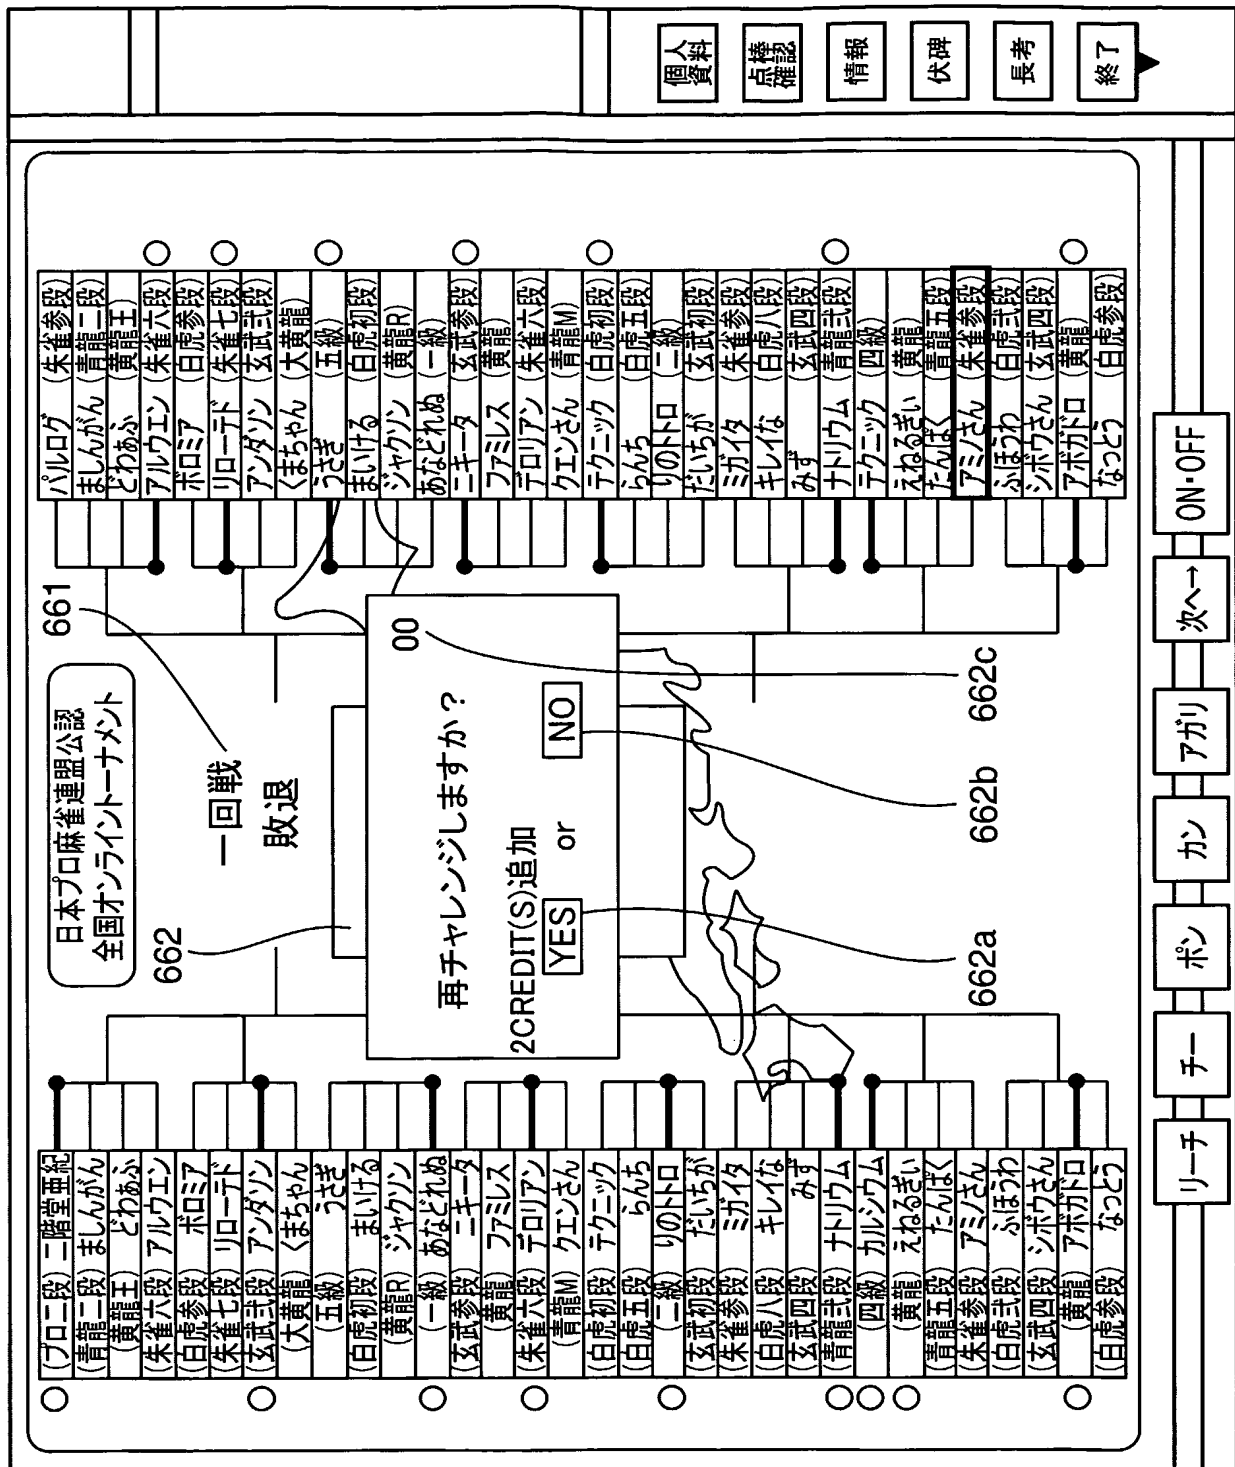 日本プロ麻雀連盟公認
全国オンライントーナメント
661
662
一回戦
敗退
再チャレンジしますか？
00
2CREDIT(S)追加
YES or NO
662a
662b
662c
(プロ二段) 二階堂亜紀
(青龍二段) ましんがん
(黄龍王) どわあふ
(朱雀六段) アルウエン
(白虎参段) ボロミア
(朱雀七段) リローデド
(玄武弐段) アンダソン
(大黄龍) くまちゃん
(五級) うさぎ
(白虎初段) まいける
(黄龍R) ジャクソン
(一級) あなどれぬ
(玄武参段) ニキータ
(黄龍) ファミレス
(朱雀六段) デロリアン
(青龍M) クエンさん
(白虎初段) テクニック
(白虎五段) らんち
(二級) りのトトロ
(玄武初段) だいちが
(朱雀参段) ミガイタ
(白虎八段) キレイな
(玄武四段) みず
(青龍弐段) ナトリウム
(四級) カルシウム
(黄龍) えねるぎい
(青龍五段) たんぱく
(朱雀参段) アミノさん
(白虎弐段) ふほうわ
(玄武四段) シボウさん
(黄龍) アボガドロ
(白虎参段) なっとう
パルログ (朱雀参段)
ましんがん (青龍二段)
どわあふ (黄龍王)
アルウエン (朱雀六段)
ボロミア (白虎参段)
リローデド (朱雀七段)
アンダソン (玄武弐段)
くまちゃん (大黄龍)
うさぎ (五級)
まいける (白虎初段)
ジャクソン (黄龍R)
あなどれぬ (一級)
ニキータ (玄武参段)
ファミレス (黄龍)
デロリアン (朱雀六段)
クエンさん (青龍M)
テクニック (白虎初段)
らんち (白虎五段)
りのトトロ (二級)
だいちが (玄武初段)
ミガイタ (朱雀参段)
キレイな (白虎八段)
みず (玄武四段)
ナトリウム (青龍弐段)
テクニック (四級)
えねるぎい (黄龍)
たんぱく (青龍五段)
アミノさん (朱雀参段)
ふほうわ (白虎弐段)
シボウさん (玄武四段)
アボガドロ (黄龍)
なっとう (白虎参段)
個人資料
点棒確認
情報
伏碑
長考
終了
リーチ
チー
ポン
カン
アガリ
次へ→
ON・OFF